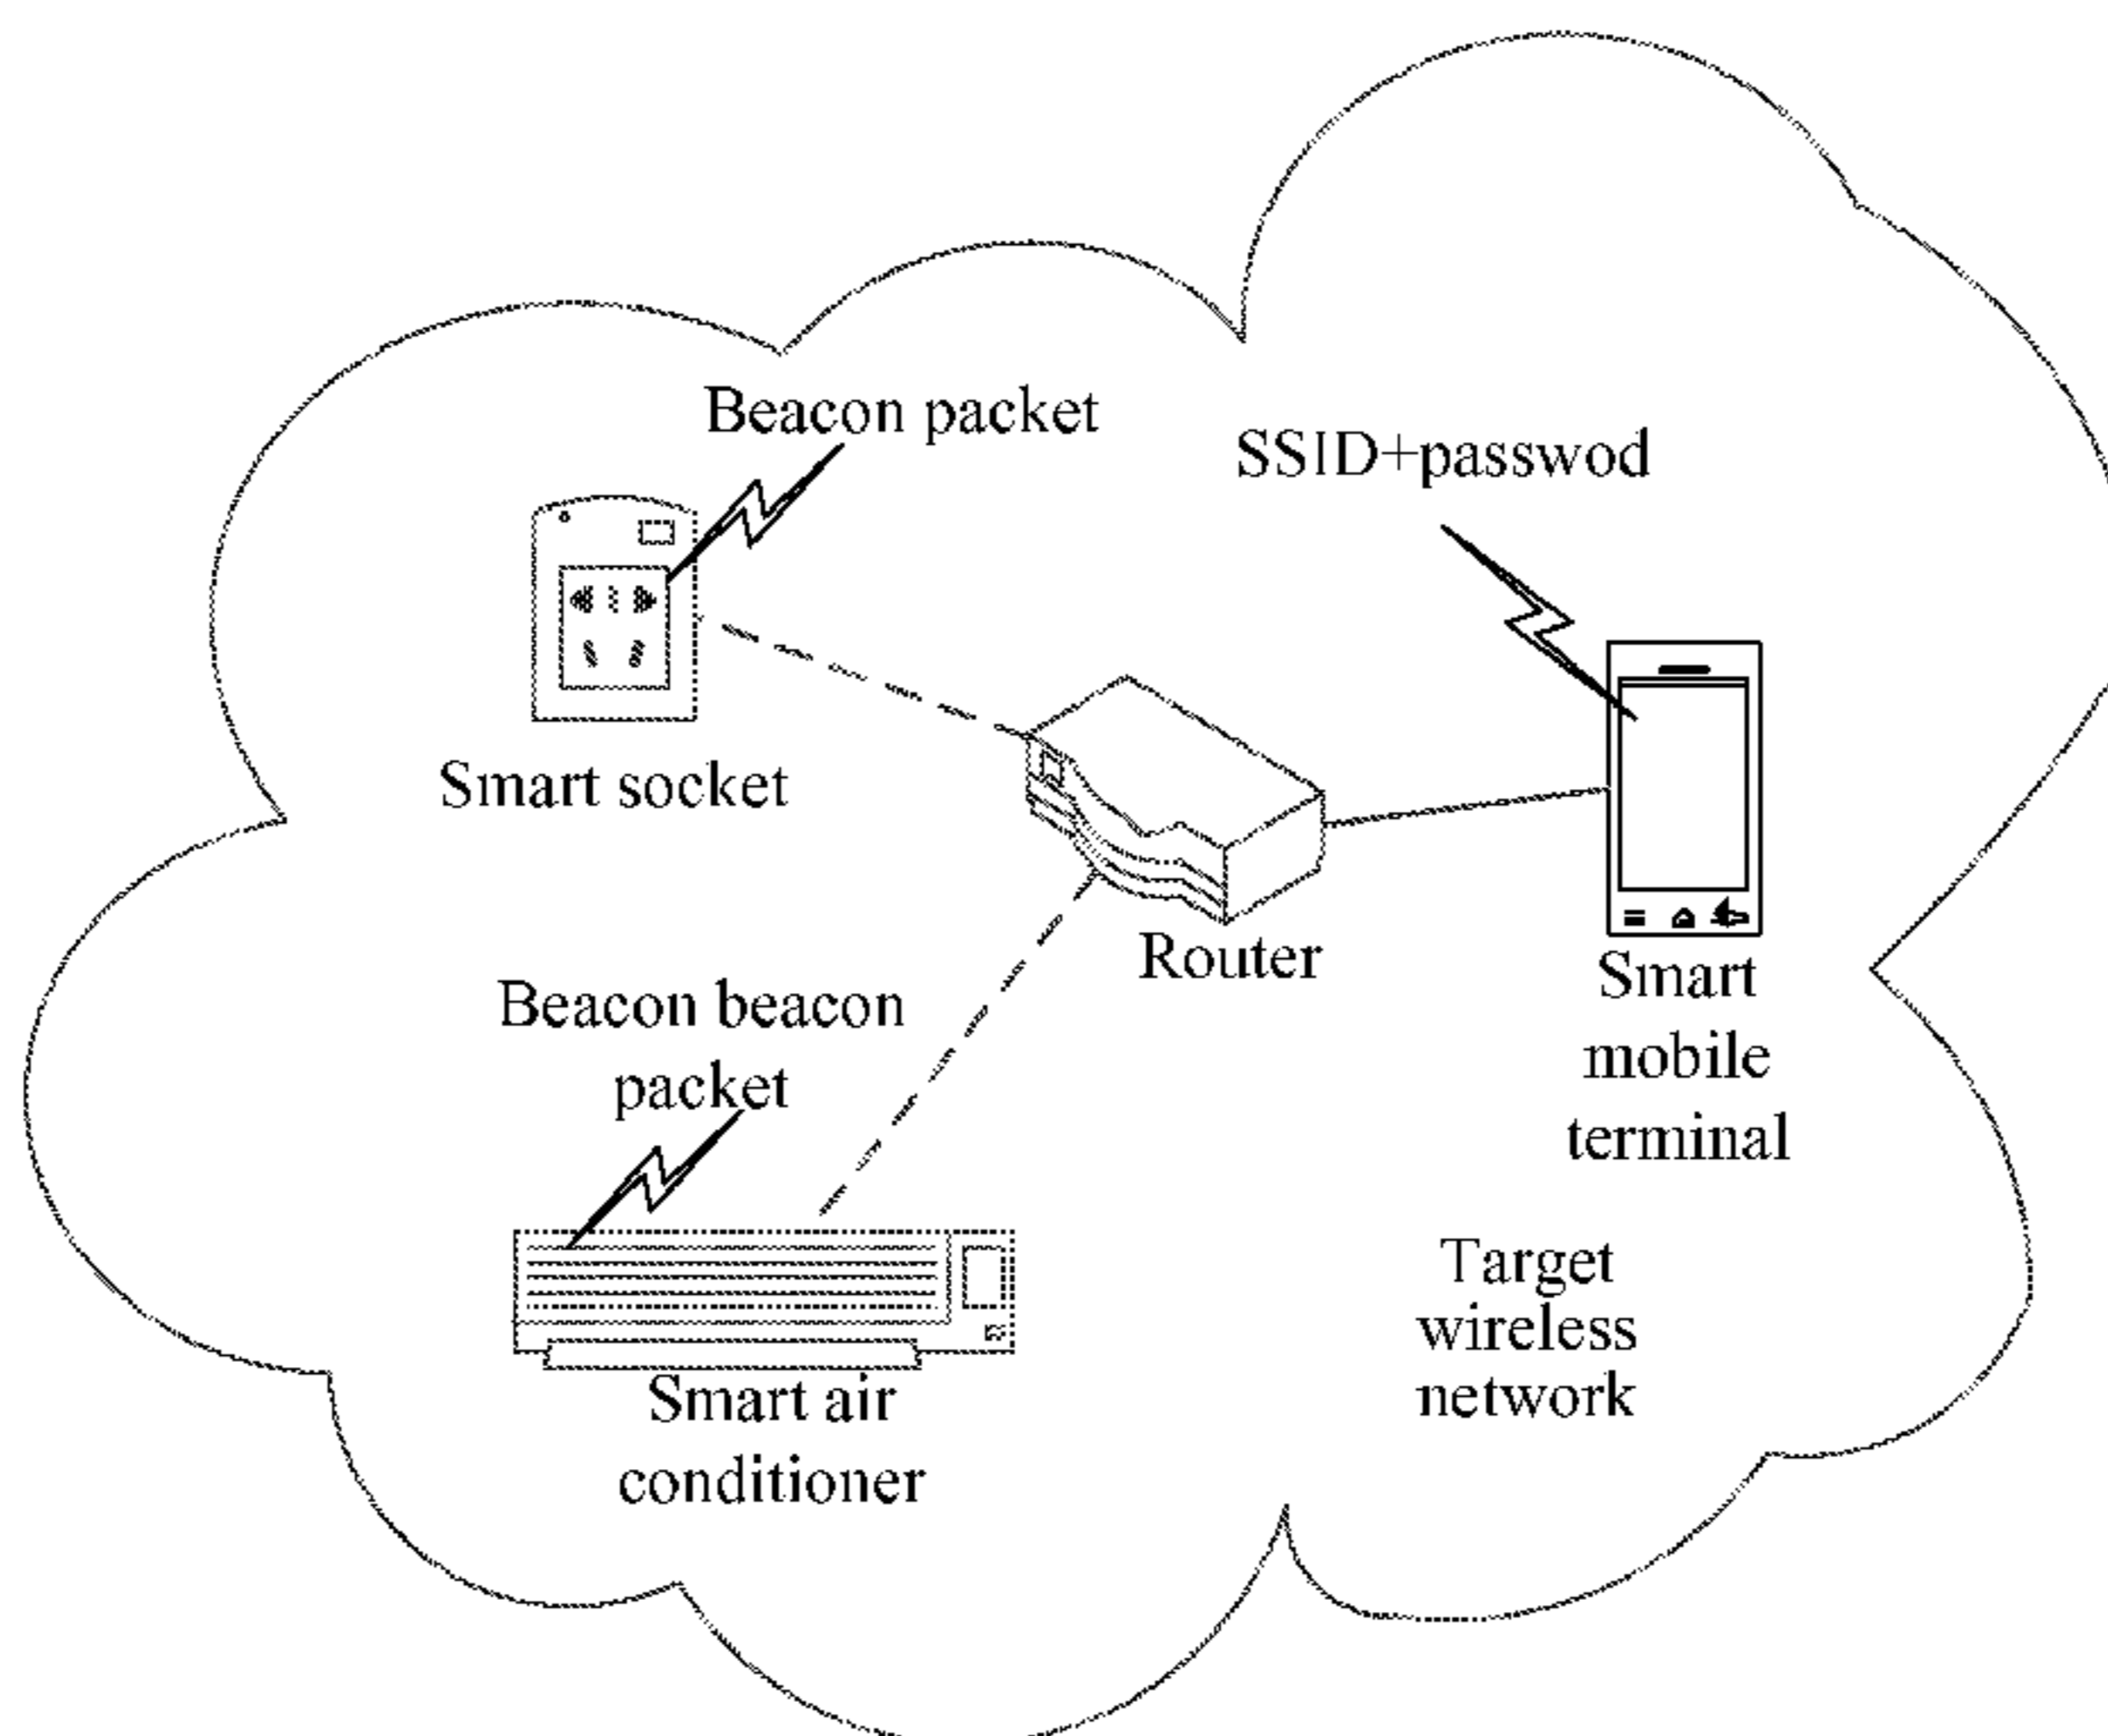 Beacon packet
SSID+passwod
Smart socket
Router
Smart
mobile
terminal
Beacon beacon
packet
Smart air
conditioner
Target
wireless
network